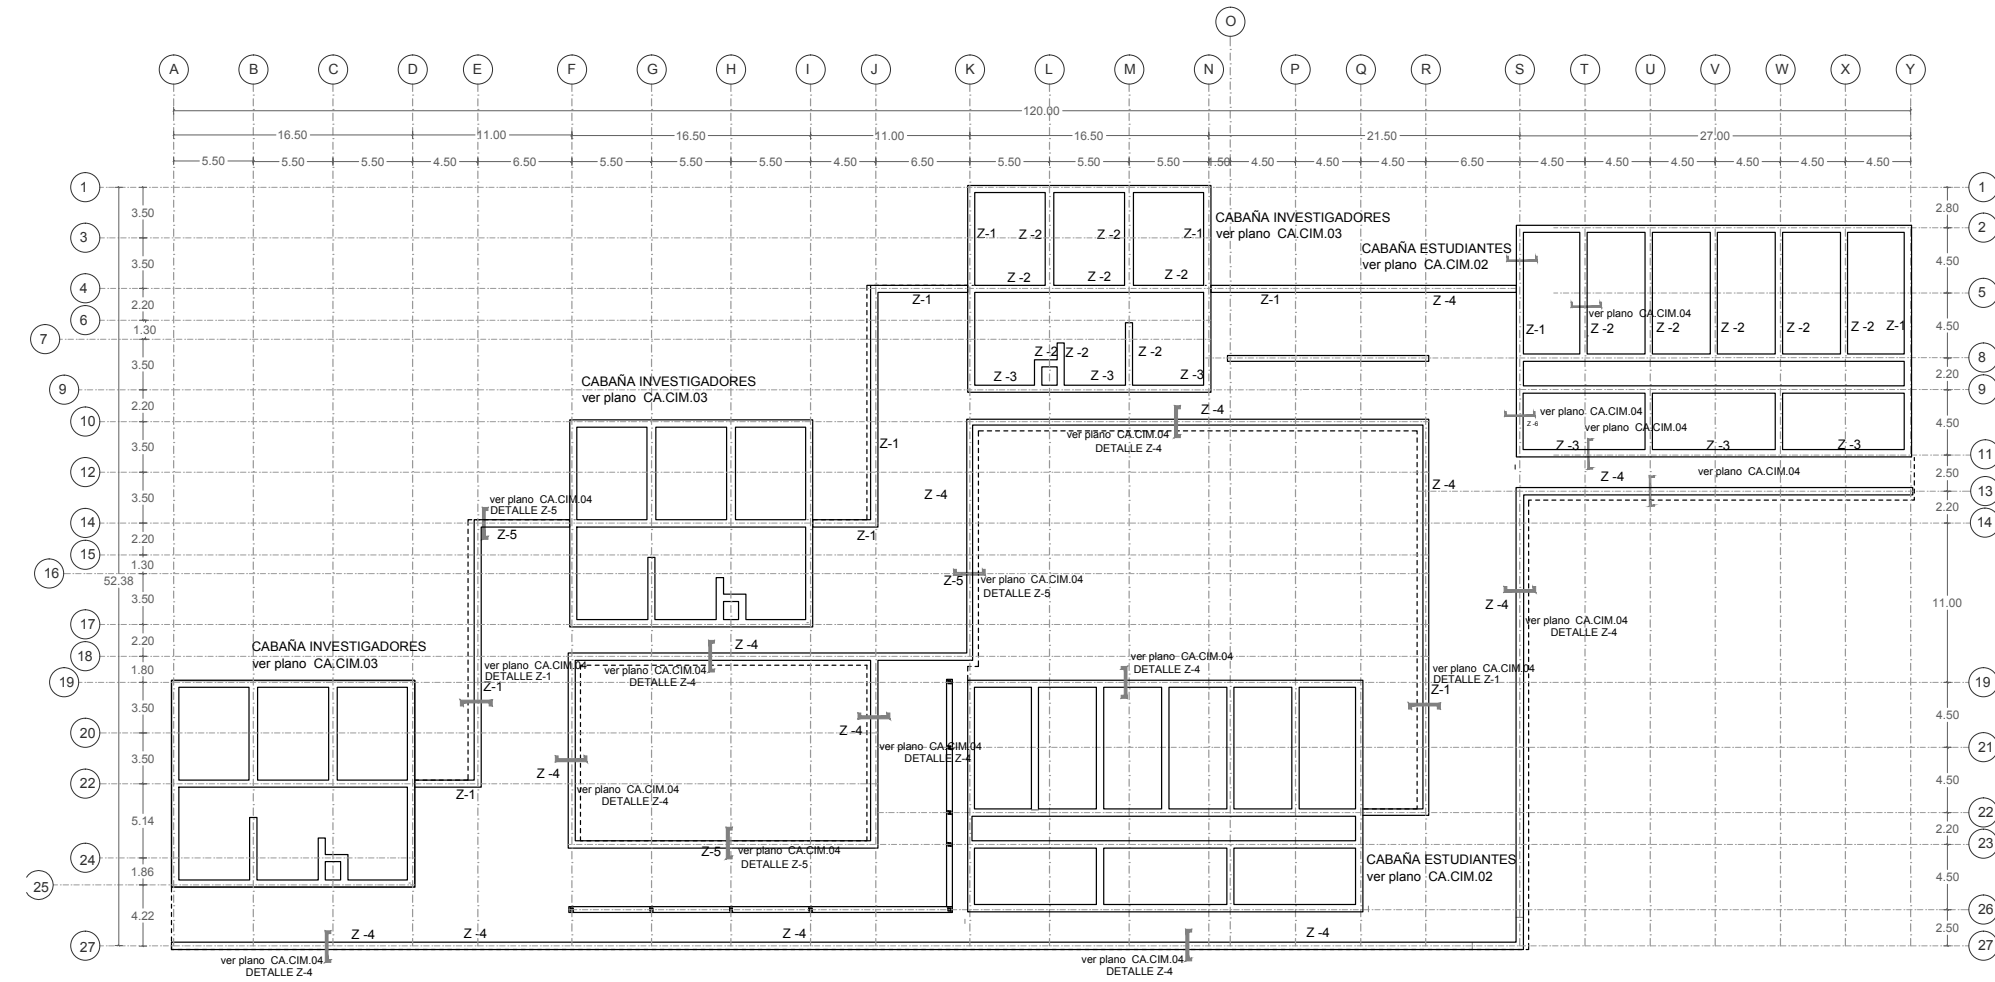 O
A B C D E F G H I J K L M N P Q R S T U V W X Y
120.00
16.50 11.00 16.50 11.00 16.50 21.50 27.00
5.50 5.50 5.50 4.50 6.50 5.50 5.50 5.50 4.50 6.50 5.50 5.50 5.50 1.50 4.50 4.50 4.50 6.50 4.50 4.50 4.50 4.50 4.50 4.50
1
3
4
6
7
9
10
12
14
15
16
17
18
19
20
22
24
25
27
3.50
3.50
2.20
1.30
3.50
2.20
3.50
3.50
2.20
1.30
3.50
2.20
1.80
3.50
3.50
5.14
1.86
4.22
52.38
CABAÑA INVESTIGADORES
ver plano CA.CIM.03
Z-1 Z -2 Z -2 Z-1
Z -2 Z -2 Z -2
Z -2 Z -2 Z -2
Z -3 Z -3 Z -3
Z-1
Z-1 Z -4
CABAÑA ESTUDIANTES
ver plano CA.CIM.02
ver plano CA.CIM.04
Z-1 Z -2 Z -2 Z -2 Z -2 Z -2 Z-1
ver plano CA.CIM.04
Z -6
ver plano CA.CIM.04
Z -3 Z -3 Z -3
Z -4
ver plano CA.CIM.04
CABAÑA INVESTIGADORES
ver plano CA.CIM.03
Z-1
Z -4
ver plano CA.CIM.04
DETALLE Z-4
Z -4
Z -4
ver plano CA.CIM.04
DETALLE Z-5
Z-5
Z-1
Z-5
ver plano CA.CIM.04
DETALLE Z-5
Z -4
ver plano CA.CIM.04
DETALLE Z-4
CABAÑA INVESTIGADORES
ver plano CA.CIM.03
ver plano CA.CIM.04
DETALLE Z-1
Z-1
Z -4
ver plano CA.CIM.04
DETALLE Z-4
ver plano CA.CIM.04
DETALLE Z-4
ver plano CA.CIM.04
DETALLE Z-1
Z-1
Z -4
ver plano CA.CIM.04
DETALLE Z-4
Z -4
ver plano CA.CIM.04
DETALLE Z-4
Z-1
Z-5
ver plano CA.CIM.04
DETALLE Z-5
CABAÑA ESTUDIANTES
ver plano CA.CIM.02
Z -4 Z -4 Z -4 Z -4
ver plano CA.CIM.04
DETALLE Z-4
ver plano CA.CIM.04
DETALLE Z-4
1
2
5
8
9
11
13
14
19
21
22
23
26
27
2.80
4.50
4.50
2.20
4.50
2.50
2.20
11.00
4.50
4.50
2.20
4.50
2.50